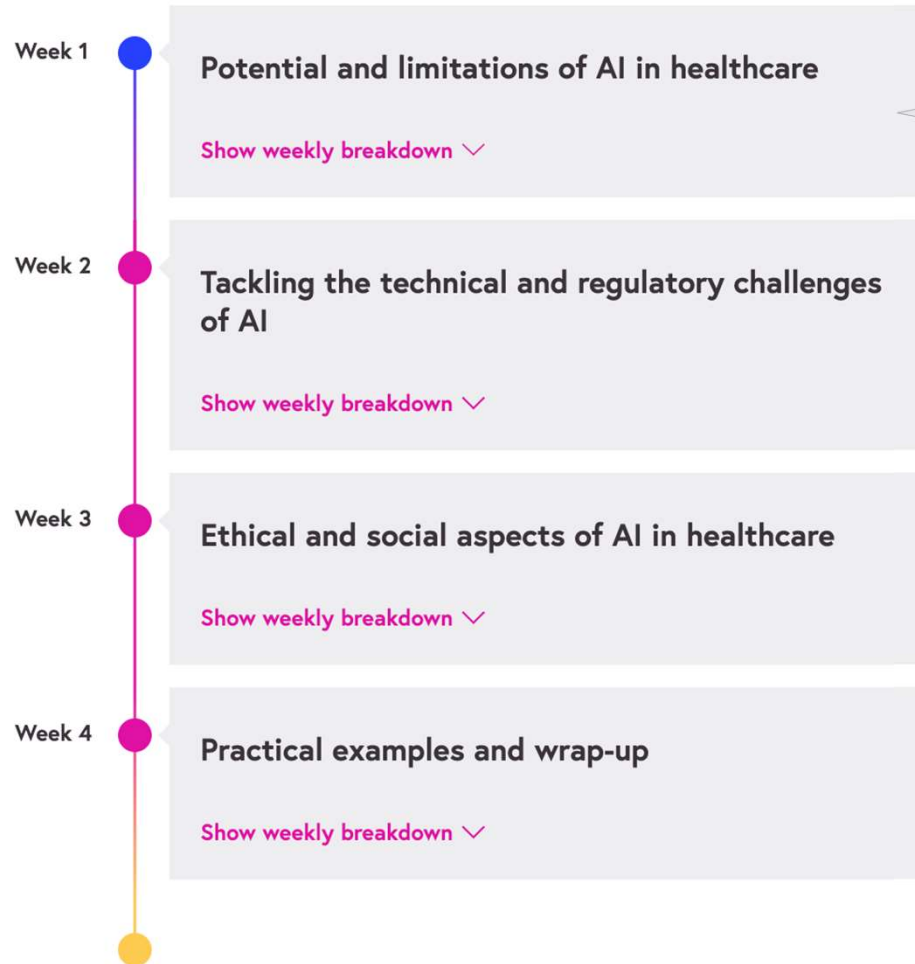 Week 1
Potential and limitations of AI in healthcare
Show weekly breakdown
Week 2
Tackling the technical and regulatory challenges
of AI
Show weekly breakdown
Week 3
Ethical and social aspects of AI in healthcare
Show weekly breakdown
Week 4
Practical examples and wrap-up
Show weekly breakdown